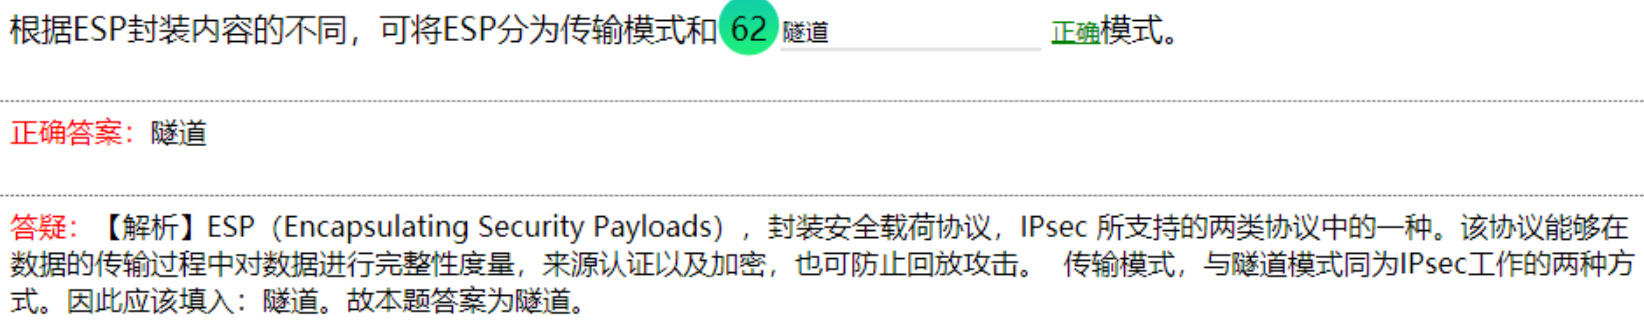 根据ESP封装内容的不同，可将ESP分为传输模式和 62 隧道 正确模式。
正确答案：隧道
答疑：【解析】ESP（Encapsulating Security Payloads），封装安全载荷协议，IPsec 所支持的两类协议中的一种。该协议能够在
数据的传输过程中对数据进行完整性度量，来源认证以及加密，也可防止回放攻击。 传输模式，与隧道模式同为IPsec工作的两种方
式。因此应该填入：隧道。故本题答案为隧道。